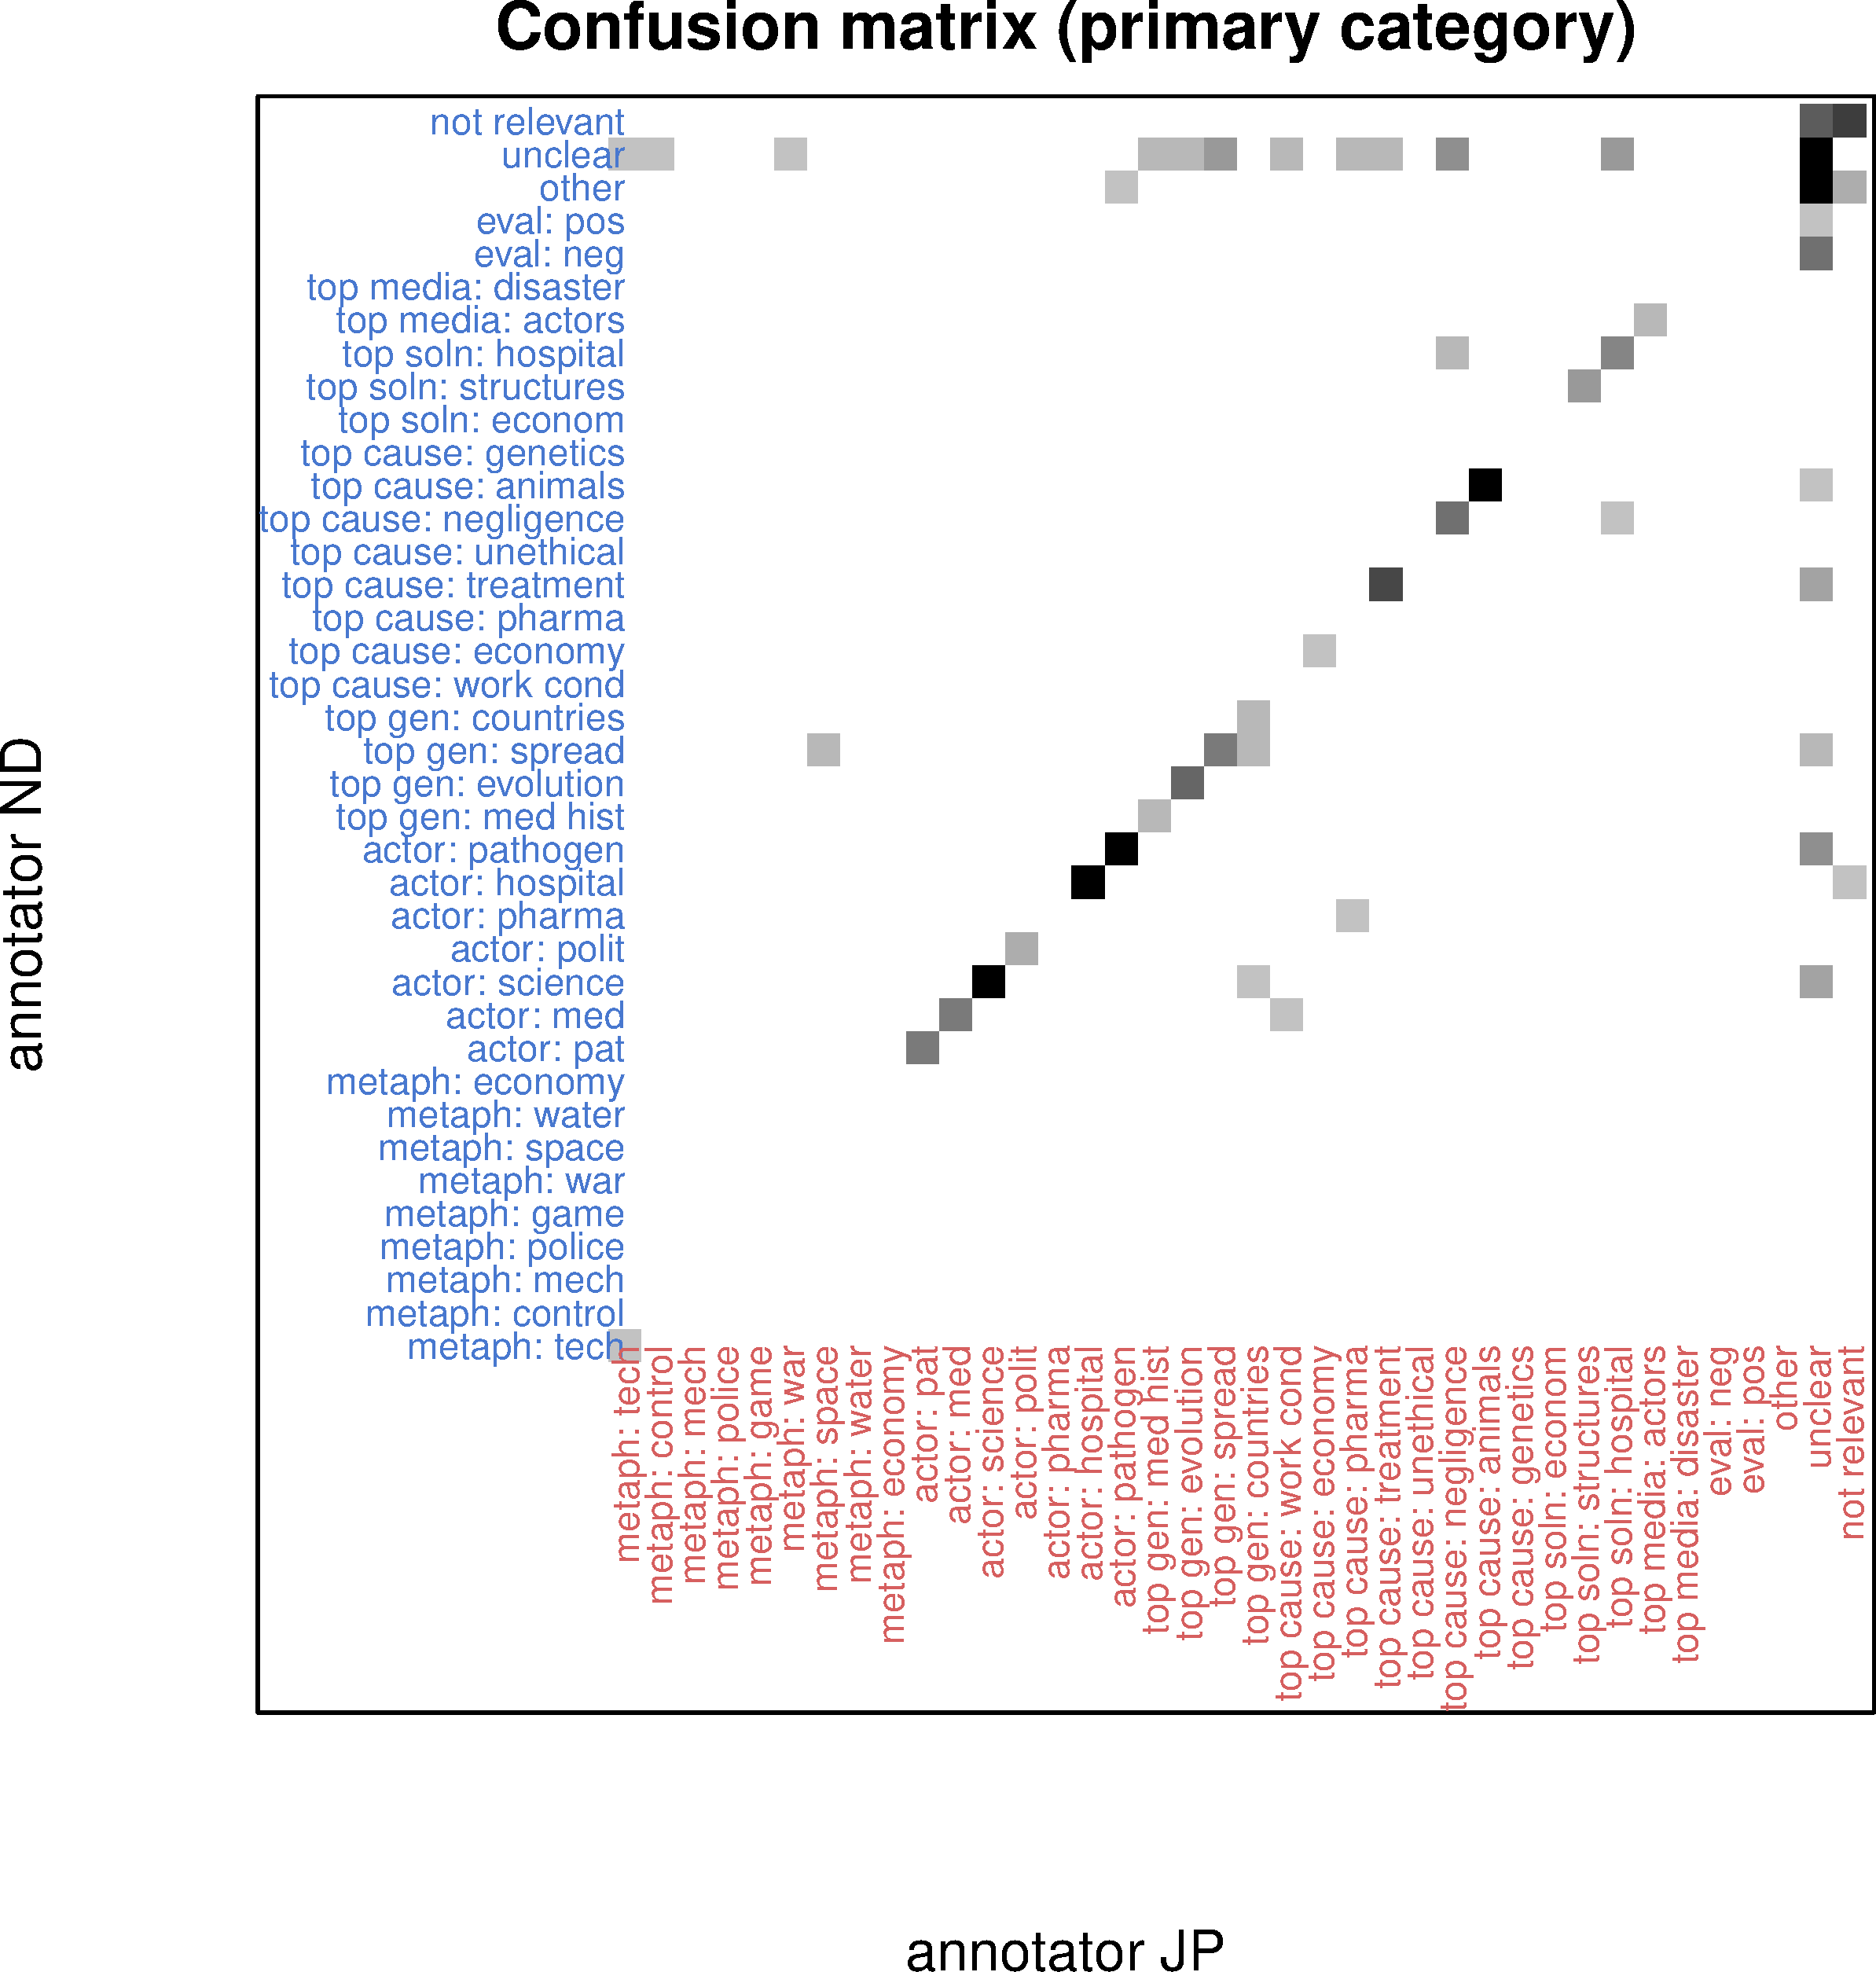 Confusion matrix (primary category)
not relevant
unclear
other
eval: pos
eval: neg
top media: disaster
top media: actors
top soln: hospital
top soln: structures
top soln: econom
top cause: genetics
top cause: animals
top cause: negligence
top cause: unethical
top cause: treatment
top cause: pharma
top cause: economy
top cause: work cond
top gen: countries
top gen: spread
top gen: evolution
top gen: med hist
actor: pathogen
actor: hospital
actor: pharma
actor: polit
actor: science
actor: med
actor: pat
metaph: economy
metaph: water
metaph: space
metaph: war
metaph: game
metaph: police
metaph: mech
metaph: control
metaph: tech
annotator ND
metaph: tech
metaph: control
metaph: mech
metaph: police
metaph: game
metaph: war
metaph: space
metaph: water
metaph: economy
actor: pat
actor: med
actor: science
actor: polit
actor: pharma
actor: hospital
actor: pathogen
top gen: med hist
top gen: evolution
top gen: spread
top gen: countries
top cause: work cond
top cause: economy
top cause: pharma
top cause: treatment
top cause: unethical
top cause: negligence
top cause: animals
top cause: genetics
top soln: econom
top soln: structures
top soln: hospital
top media: actors
top media: disaster
eval: neg
eval: pos
other
unclear
not relevant
annotator JP